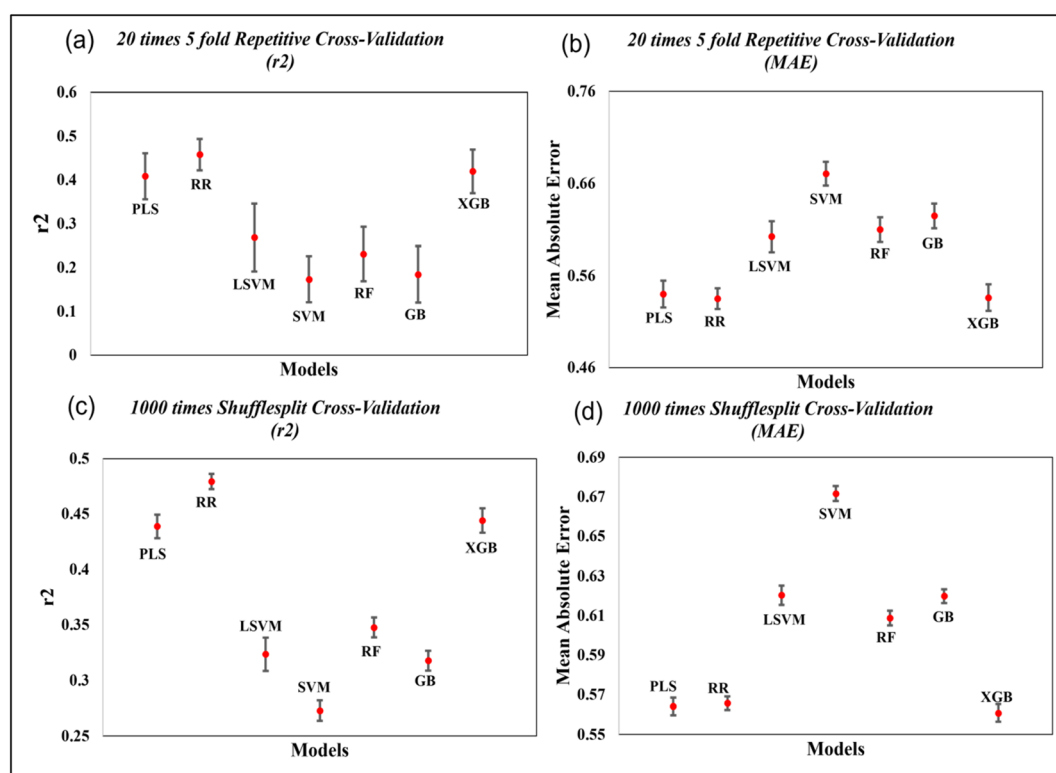 (a)
20 times 5 fold Repetitive Cross-Validation
(r2)
0.6
0.5
0.4
0.3
0.2
0.1
0
r2
PLS
RR
LSVM
SVM
RF
GB
XGB
Models
(b)
20 times 5 fold Repetitive Cross-Validation
(MAE)
0.76
0.66
0.56
0.46
Mean Absolute Error
PLS
RR
LSVM
SVM
RF
GB
XGB
Models
(c)
1000 times Shufflesplit Cross-Validation
(r2)
0.5
0.45
0.4
0.35
0.3
0.25
r2
PLS
RR
LSVM
SVM
RF
GB
XGB
Models
(d)
1000 times Shufflesplit Cross-Validation
(MAE)
0.69
0.67
0.65
0.63
0.61
0.59
0.57
0.55
Mean Absolute Error
PLS
RR
LSVM
SVM
RF
GB
XGB
Models